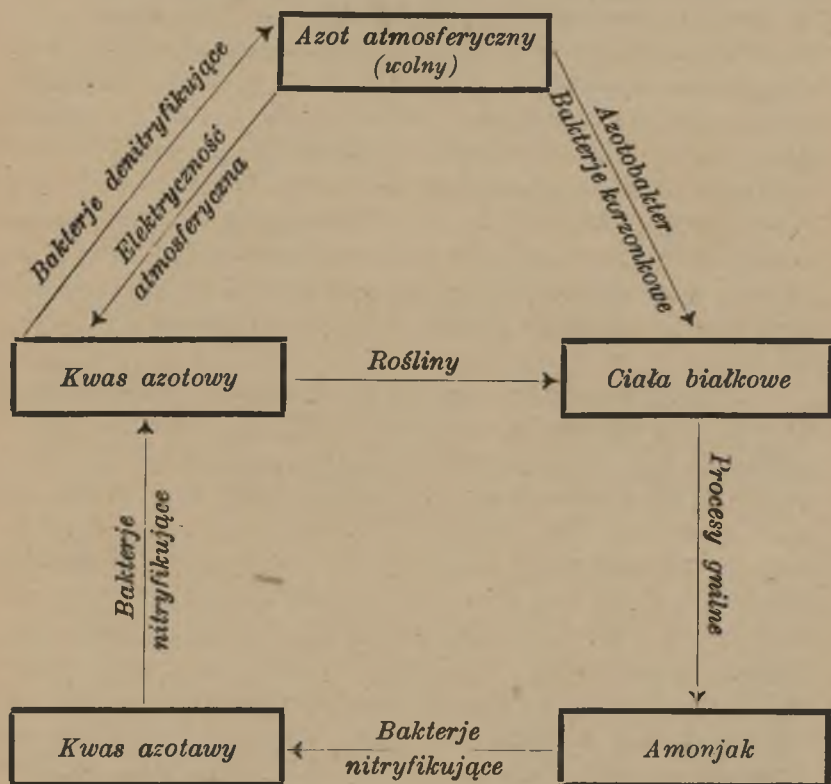 Azot atmosferyczny
(wolny)
Bakterje denitryfikujące
Elektryczność
atmosferyczna
Azotobakter
Bakterje korzonkowe
Kwas azotowy
Rośliny
Ciała białkowe
Bakterje
nitryfikujące
Procesy gnilne
Kwas azotawy
Bakterje
nitryfikujące
Amonjak